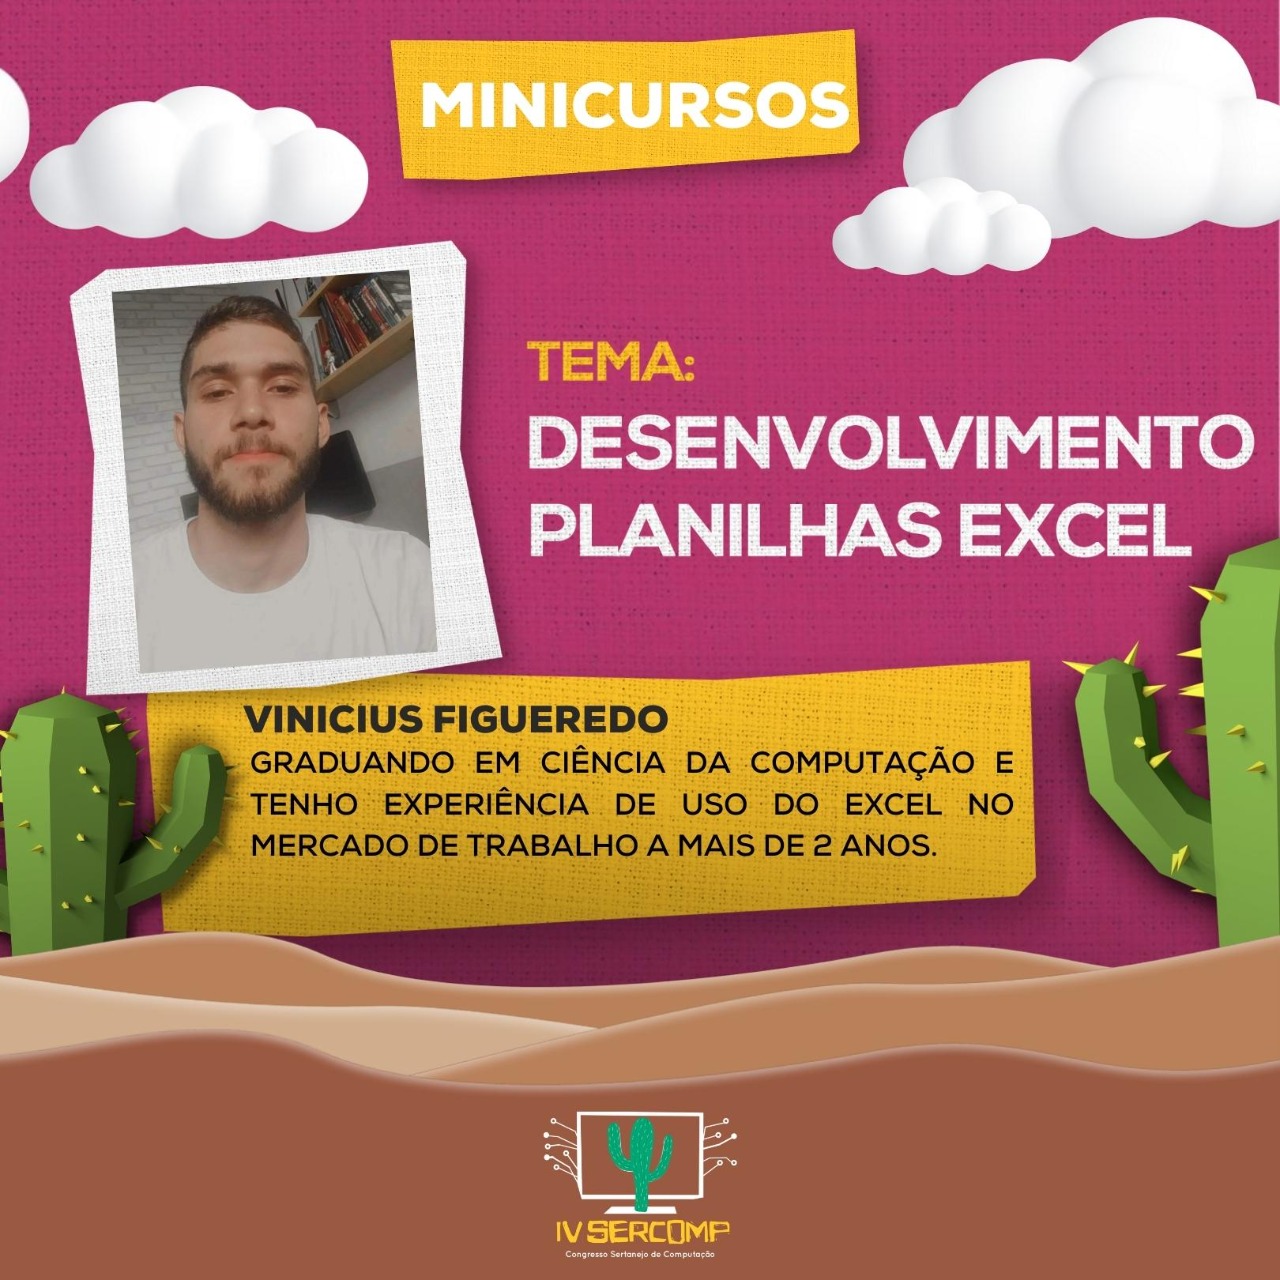 MINICURSOS
TEMA:
DESENVOLVIMENTO
PLANILHAS EXCEL
VINICIUS FIGUEREDO
GRADUANDO EM CIÊNCIA DA COMPUTAÇÃO E
TENHO EXPERIÊNCIA DE USO DO EXCEL NO
MERCADO DE TRABALHO A MAIS DE 2 ANOS.
IV SERCOMP
Congresso Sertanejo de Computação